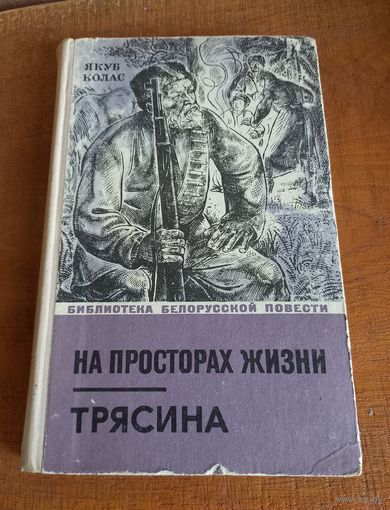 ЯКУБ
КОЛАС
БИБЛИОТЕКА БЕЛОРУССКОЙ ПОВЕСТИ
НА ПРОСТОРАХ ЖИЗНИ
ТРЯСИНА